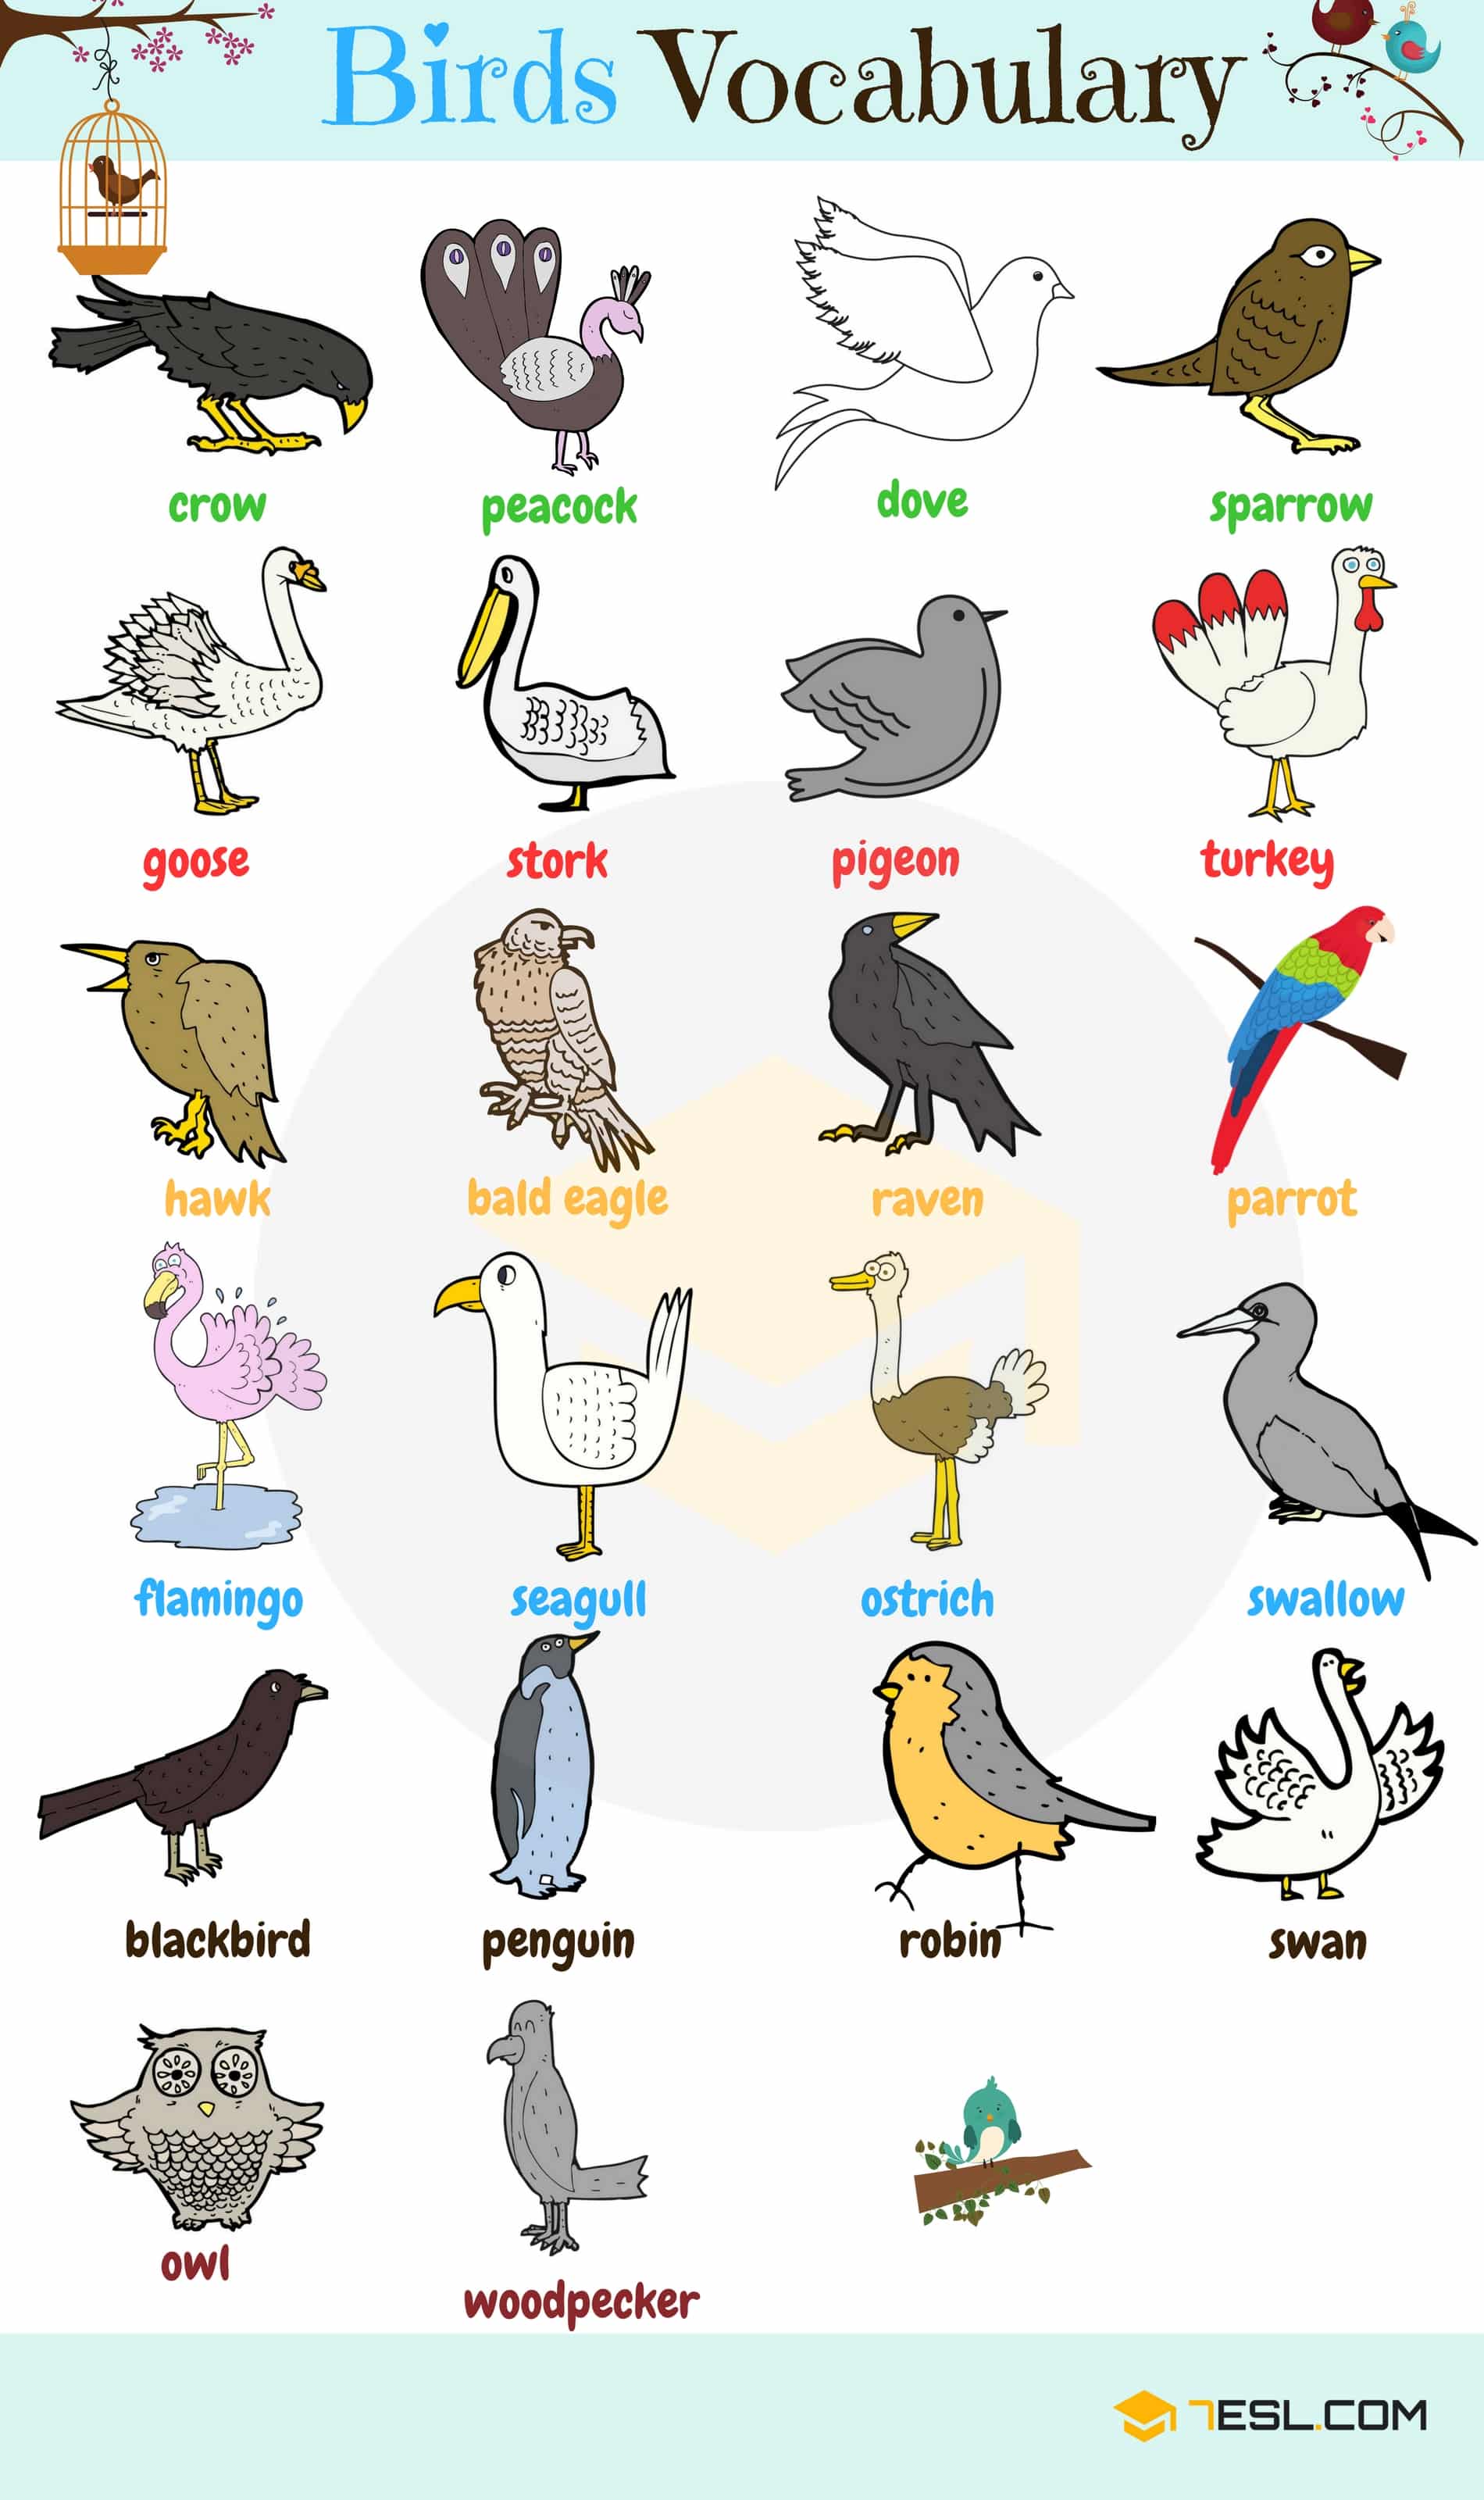 Birds Vocabulary
crow peacock dove sparrow
goose stork pigeon turkey
hawk bald eagle raven parrot
flamingo seagull ostrich swallow
blackbird penguin robin swan
owl woodpecker
7ESL.COM